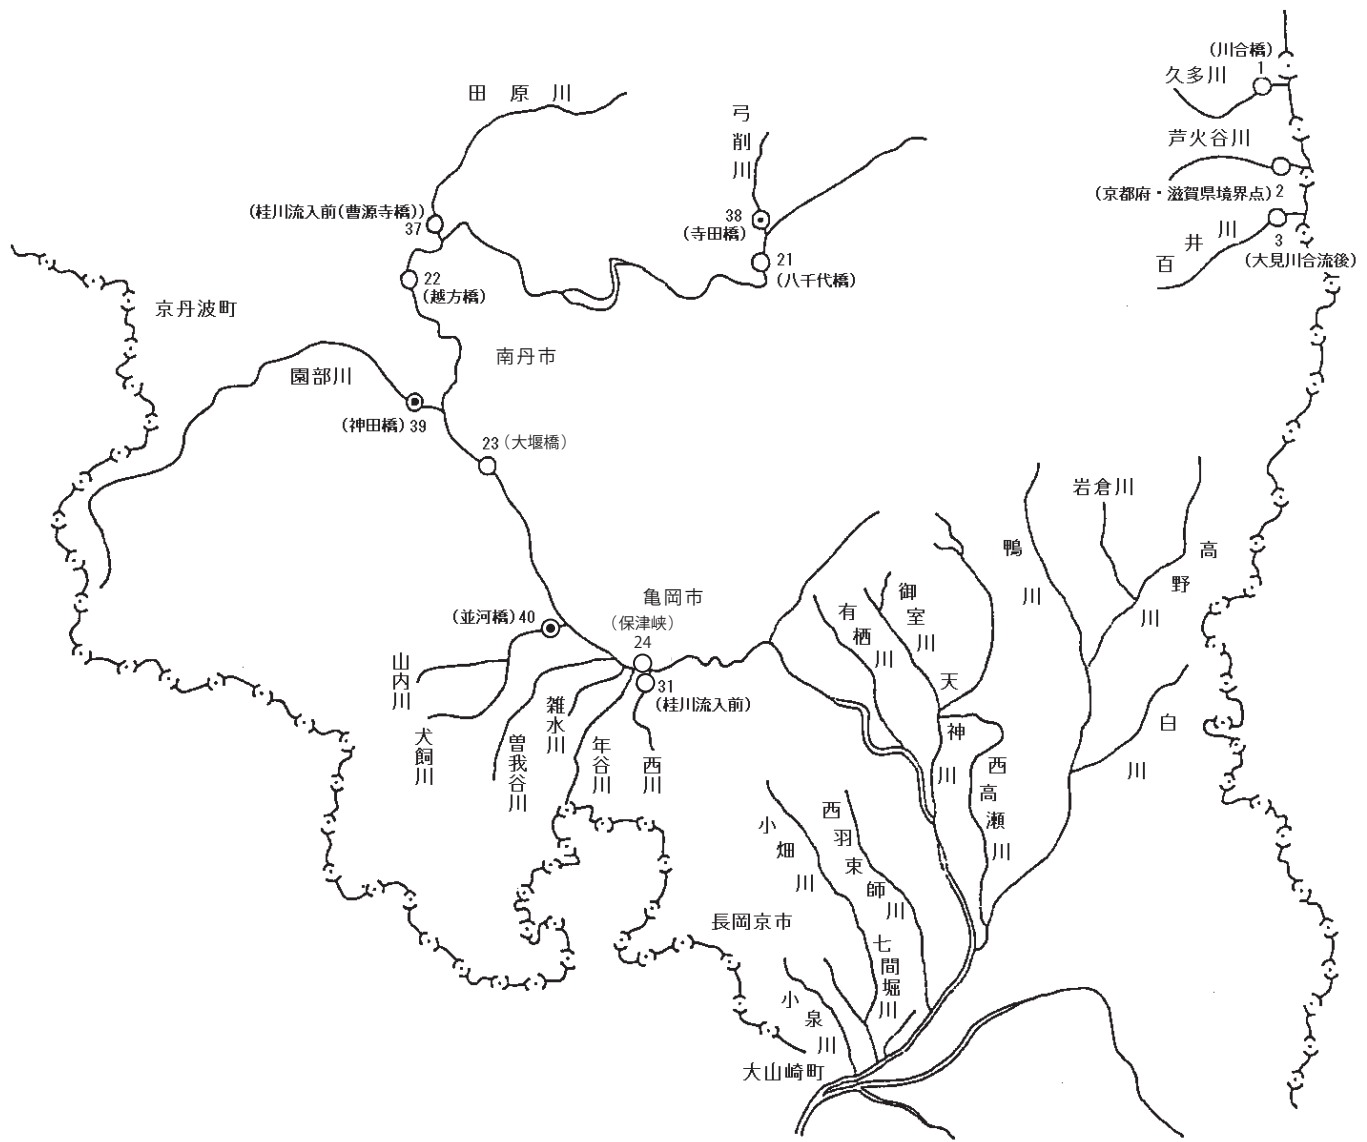 (川合橋)
1
久多川
田原川
弓削川
芦火谷川
(京都府・滋賀県境界点) 2
(桂川流入前(曹源寺橋))
37
38
(寺田橋)
百井川
3
(大見川合流後)
21
(八千代橋)
22
(越方橋)
京丹波町
南丹市
園部川
(神田橋) 39
23 (大堰橋)
岩倉川
鴨川
高野川
亀岡市
(保津峡)
24
(並河橋) 40
有栖川
御室川
山内川
31
(桂川流入前)
天神川
白川
犬飼川
曽我谷川
雑水川
年谷川
西川
西高瀬川
小畑川
西羽束師川
長岡京市
七間堀川
小泉川
大山崎町